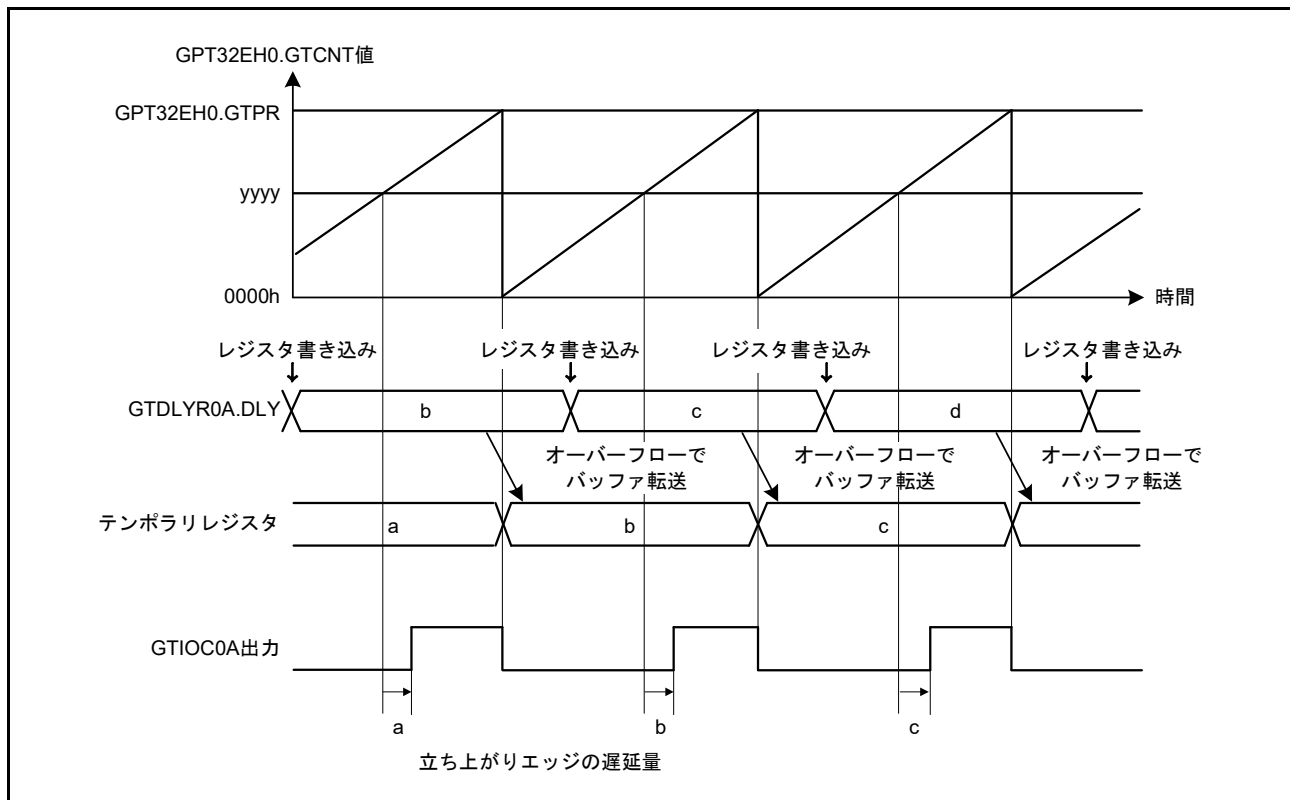 GPT32EH0.GTCNT値
GPT32EH0.GTPR
yyyy
0000h
時間
レジスタ書き込み
レジスタ書き込み
レジスタ書き込み
レジスタ書き込み
GTDLYR0A.DLY
b
c
d
オーバーフローで
バッファ転送
オーバーフローで
バッファ転送
オーバーフローで
バッファ転送
テンポラリレジスタ
a
b
c
GTIOC0A出力
a
b
c
立ち上がりエッジの遅延量